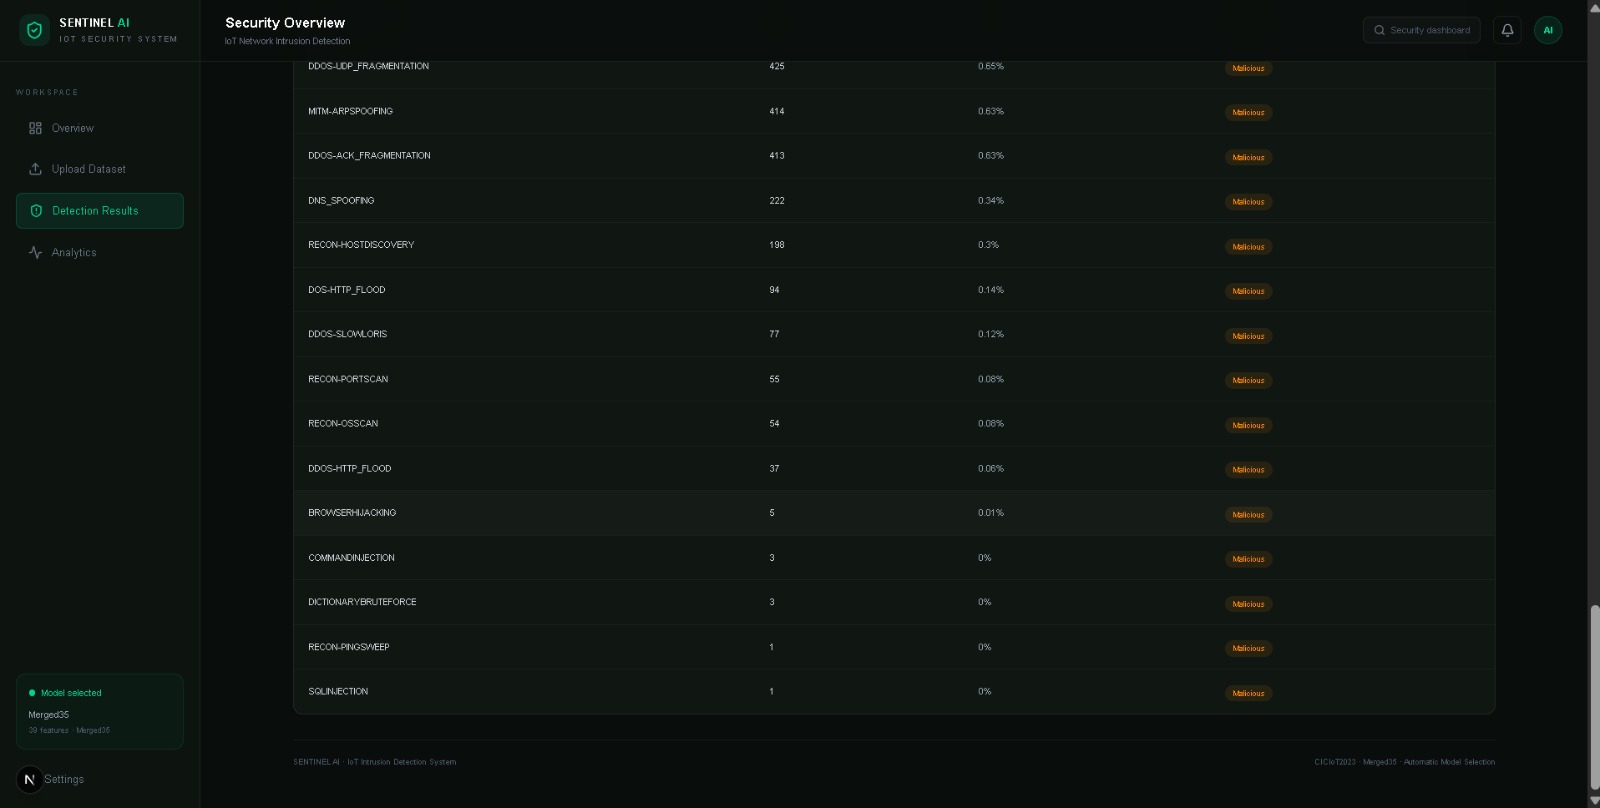 SENTINEL AI
IOT SECURITY SYSTEM
Security Overview
IoT Network Intrusion Detection
Security dashboard
AI
WORKSPACE
Overview
Upload Dataset
Detection Results
Analytics
DDOS-UDP_FRAGMENTATION 425 0.65% Malicious
MITM-ARPSPOOFING 414 0.63% Malicious
DDOS-ACK_FRAGMENTATION 413 0.63% Malicious
DNS_SPOOFING 222 0.34% Malicious
RECON-HOSTDISCOVERY 198 0.3% Malicious
DOS-HTTP_FLOOD 94 0.14% Malicious
DDOS-SLOWLORIS 77 0.12% Malicious
RECON-PORTSCAN 55 0.08% Malicious
RECON-OSSCAN 54 0.08% Malicious
DDOS-HTTP_FLOOD 37 0.06% Malicious
BROWSERHIJACKING 5 0.01% Malicious
COMMANDINJECTION 3 0% Malicious
DICTIONARYBRUTEFORCE 3 0% Malicious
RECON-PINGSWEEP 1 0% Malicious
SQLINJECTION 1 0% Malicious
Model selected
Merged35
39 features · Merged35
N Settings
SENTINEL AI · IoT Intrusion Detection System
CICIoT2023 · Merged35 · Automatic Model Selection